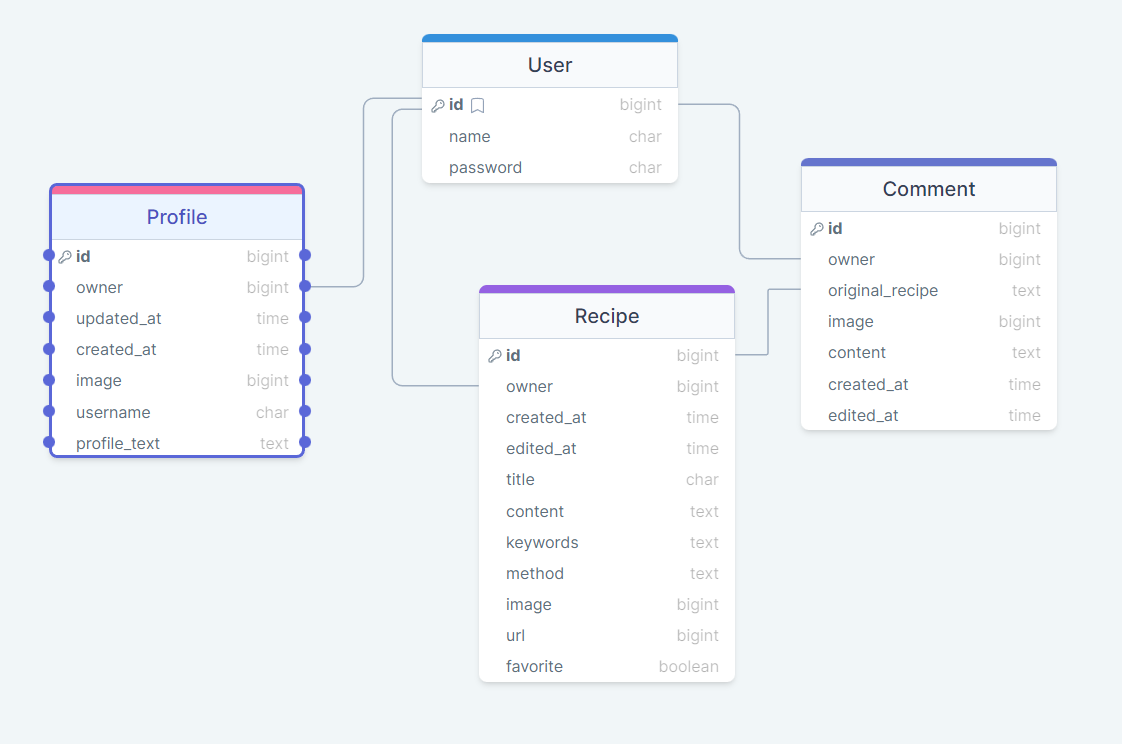 User
id bigint
name char
password char
Profile
id bigint
owner bigint
updated_at time
created_at time
image bigint
username char
profile_text text
Comment
id bigint
owner bigint
original_recipe text
image bigint
content text
created_at time
edited_at time
Recipe
id bigint
owner bigint
created_at time
edited_at time
title char
content text
keywords text
method text
image bigint
url bigint
favorite boolean